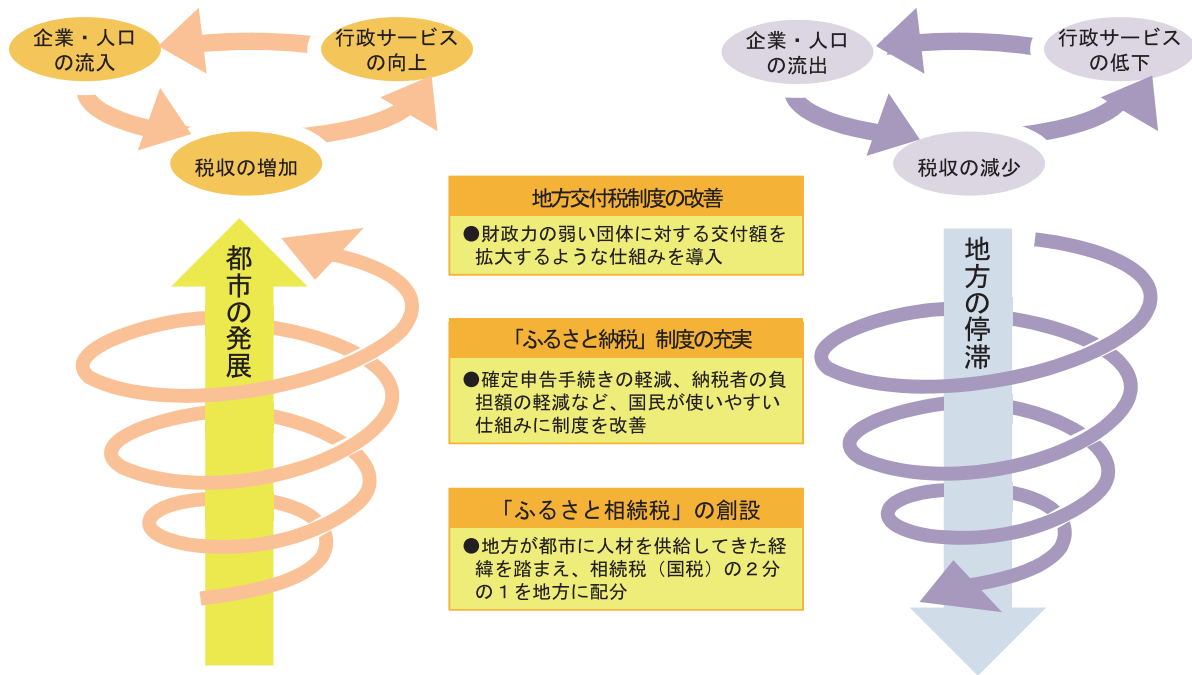 企業・人口
の流入
行政サービス
の向上
税収の増加
都市の発展
地方交付税制度の改善
●財政力の弱い団体に対する交付額を
拡大するような仕組みを導入
「ふるさと納税」制度の充実
●確定申告手続きの軽減、納税者の負
担額の軽減など、国民が使いやすい
仕組みに制度を改善
「ふるさと相続税」の創設
●地方が都市に人材を供給してきた経
緯を踏まえ、相続税（国税）の２分
の１を地方に配分
企業・人口
の流出
行政サービス
の低下
税収の減少
地方の停滞